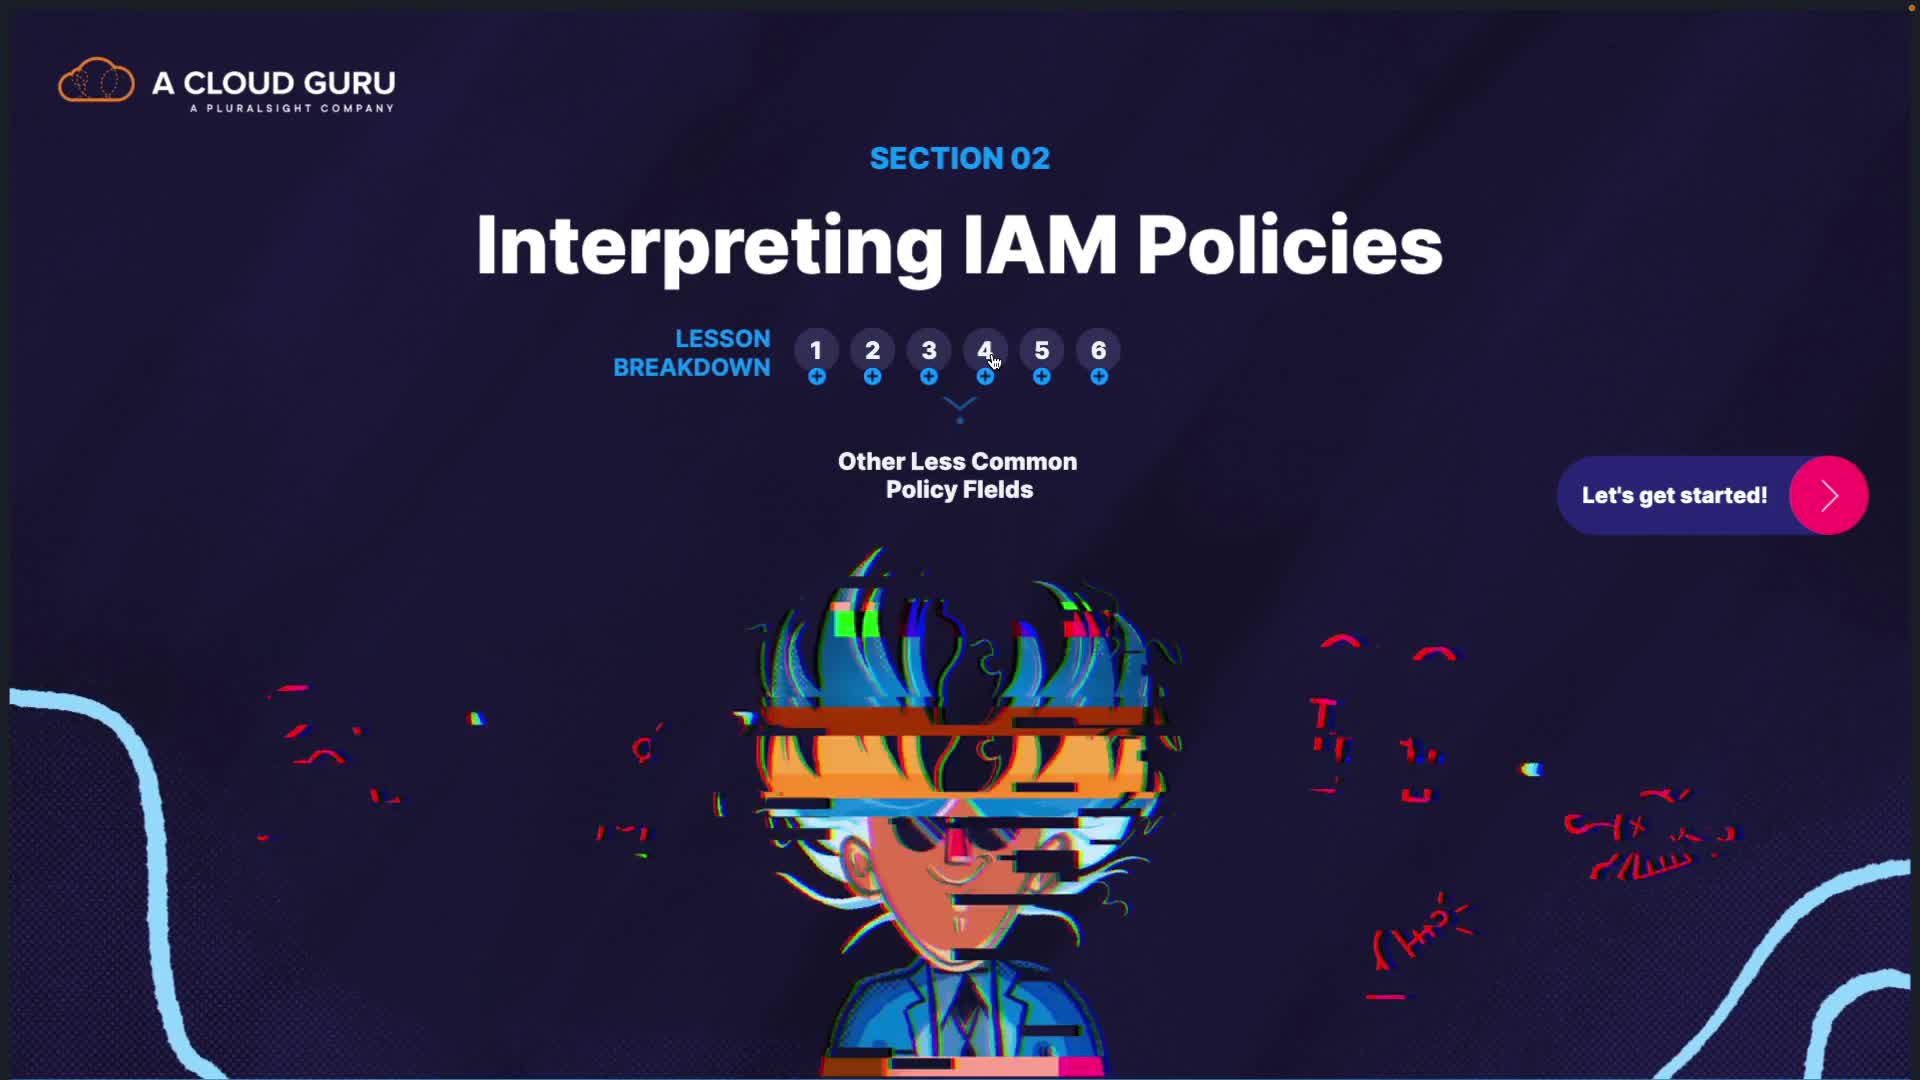 A CLOUD GURU
A PLURALSIGHT COMPANY
SECTION 02
Interpreting IAM Policies
LESSON
BREAKDOWN
1 2 3 4 5 6
Other Less Common
Policy FIelds
Let's get started!